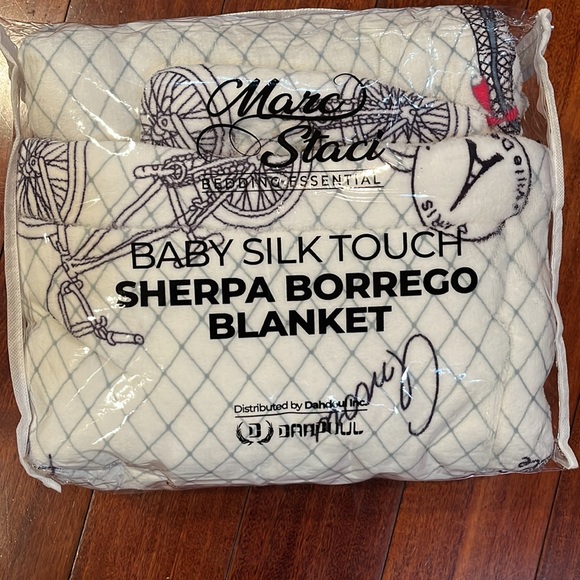 Marc
Staci
BEDDING ESSENTIAL
BABY SILK TOUCH
SHERPA BORREGO
BLANKET
Distributed by Dahdoul Inc.
D DAHDOUL